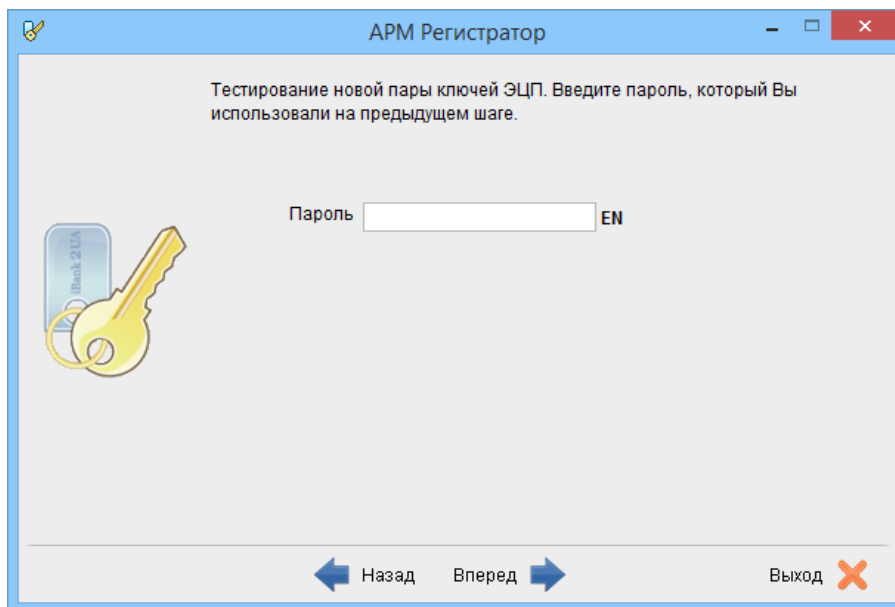 АРМ Регистратор
Тестирование новой пары ключей ЭЦП. Введите пароль, который Вы
использовали на предыдущем шаге.
Пароль
EN
iBank 2 UA
Назад
Вперед
Выход